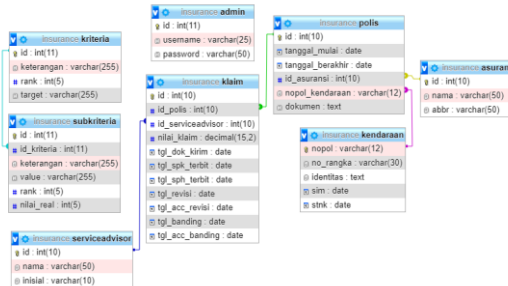 insurance kriteria
id : int(11)
keterangan : varchar(255)
rank : int(5)
target : varchar(255)
insurance subkriteria
id : int(11)
id_kriteria : int(11)
keterangan : varchar(255)
value : varchar(255)
rank : int(5)
nilai_real : int(5)
insurance serviceadvisor
id : int(10)
nama : varchar(50)
inisial : varchar(10)
insurance admin
id : int(11)
username : varchar(25)
password : varchar(50)
insurance klaim
id : int(10)
id_polis : int(10)
id_serviceadvisor : int(10)
nilai_klaim : decimal(15,2)
tgl_dok_kirim : date
tgl_spk_terbit : date
tgl_sph_terbit : date
tgl_revisi : date
tgl_acc_revisi : date
tgl_banding : date
tgl_acc_banding : date
insurance polis
id : int(10)
tanggal_mulai : date
tanggal_berakhir : date
id_asuransi : int(10)
nopol_kendaraan : varchar(12)
dokumen : text
insurance kendaraan
nopol : varchar(12)
no_rangka : varchar(30)
identitas : text
sim : date
stnk : date
insurance asuran
id : int(10)
nama : varchar(50)
abbr : varchar(50)